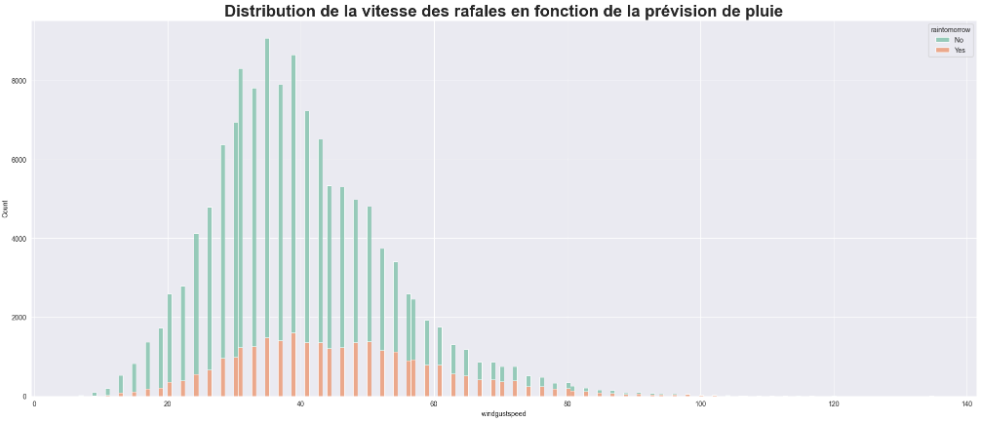 Distribution de la vitesse des rafales en fonction de la prévision de pluie
raintomorrow
No
Yes
8000
6000
4000
2000
0
Count
0 20 40 60 80 100 120 140
windgustspeed